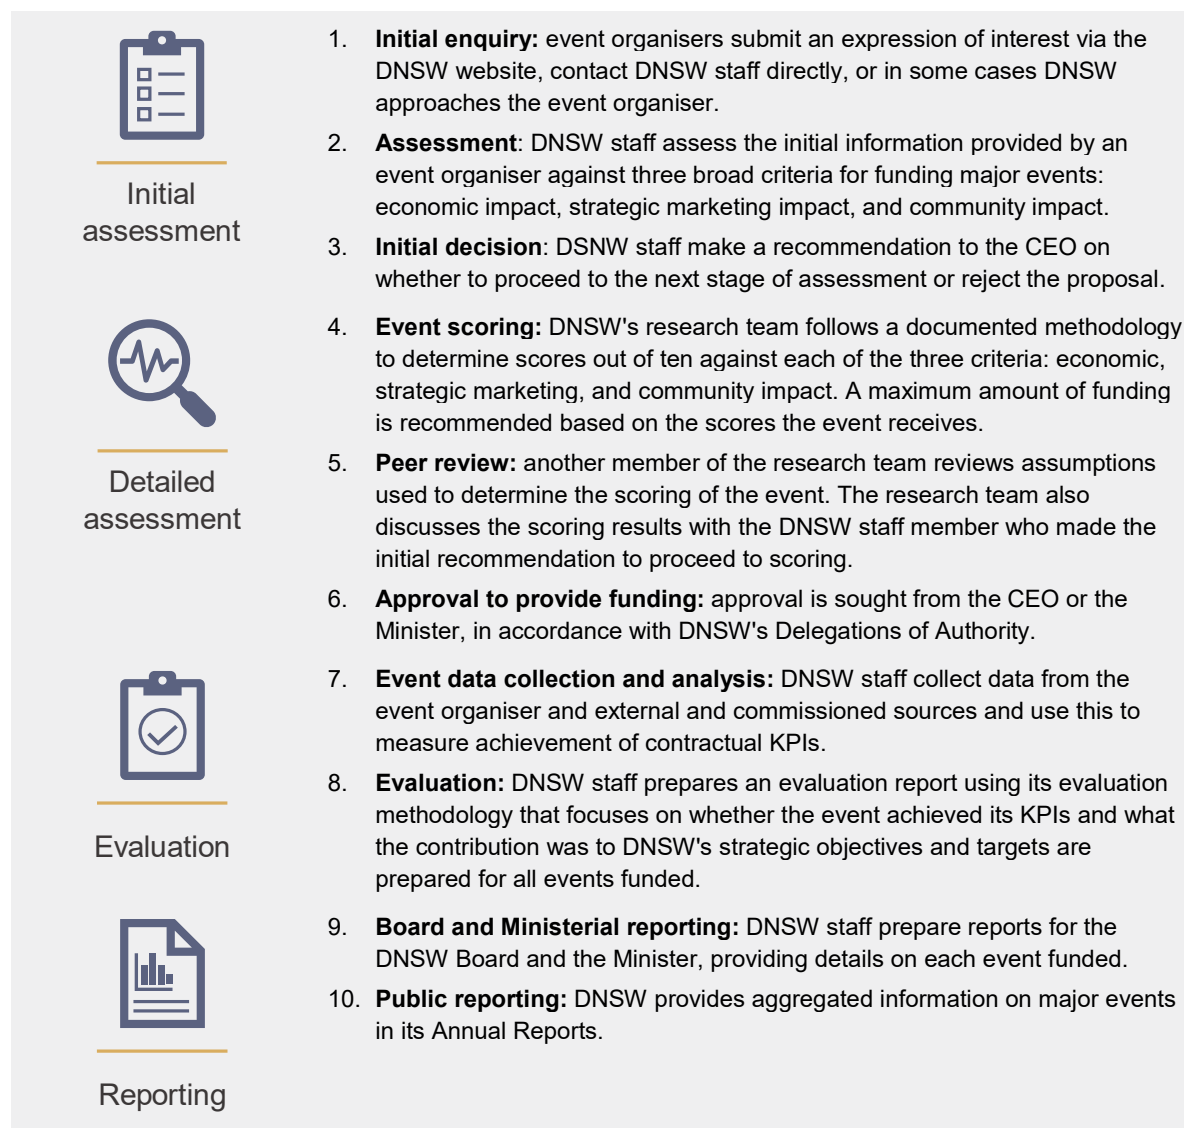 1. Initial enquiry: event organisers submit an expression of interest via the
DNSW website, contact DNSW staff directly, or in some cases DNSW
approaches the event organiser.
2. Assessment: DNSW staff assess the initial information provided by an
event organiser against three broad criteria for funding major events:
economic impact, strategic marketing impact, and community impact.
3. Initial decision: DSNW staff make a recommendation to the CEO on
whether to proceed to the next stage of assessment or reject the proposal.
Initial
assessment
4. Event scoring: DNSW's research team follows a documented methodology
to determine scores out of ten against each of the three criteria: economic,
strategic marketing, and community impact. A maximum amount of funding
is recommended based on the scores the event receives.
5. Peer review: another member of the research team reviews assumptions
used to determine the scoring of the event. The research team also
discusses the scoring results with the DNSW staff member who made the
initial recommendation to proceed to scoring.
6. Approval to provide funding: approval is sought from the CEO or the
Minister, in accordance with DNSW's Delegations of Authority.
Detailed
assessment
7. Event data collection and analysis: DNSW staff collect data from the
event organiser and external and commissioned sources and use this to
measure achievement of contractual KPIs.
8. Evaluation: DNSW staff prepares an evaluation report using its evaluation
methodology that focuses on whether the event achieved its KPIs and what
the contribution was to DNSW's strategic objectives and targets are
prepared for all events funded.
Evaluation
9. Board and Ministerial reporting: DNSW staff prepare reports for the
DNSW Board and the Minister, providing details on each event funded.
10. Public reporting: DNSW provides aggregated information on major events
in its Annual Reports.
Reporting